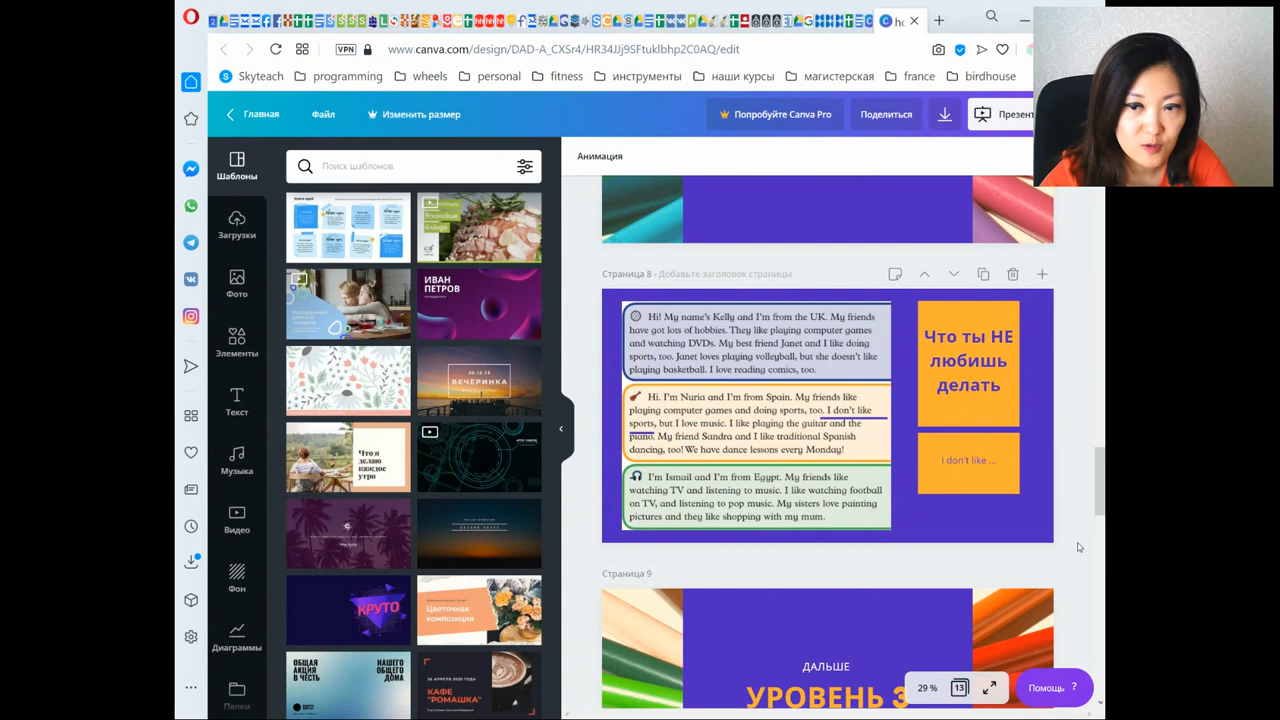 VPN
www.canva.com/design/DAD-A_CXSr4/HR34JJj9SFtuklbhp2C0AQ/edit
Skyteach
programming
wheels
personal
fitness
инструменты
наши курсы
магистерская
france
birdhouse
Главная
Файл
Изменить размер
Попробуйте Canva Pro
Поделиться
Презен
Шаблоны
Загрузки
Фото
Элементы
Текст
Музыка
Видео
Фон
Диаграммы
Папки
Поиск шаблонов
ИВАН
ПЕТРОВ
ВЕЧЕРИНКА
Что я
делаю
каждое
утро
КРУТО
Цветочная
композиция
ОБЩАЯ
АКЦИЯ
В ЧЕСТЬ
НАШЕГО
ОБЩЕГО
ДОМА
КАФЕ
"РОМАШКА"
Анимация
Страница 8 - Добавьте заголовок страницы
Hi! My name's Kelly and I'm from the UK. My friends
have got lots of hobbies. They like playing computer games
and watching DVDs. My best friend Janet and I like doing
sports, too. Janet loves playing volleyball, but she doesn't like
playing basketball. I love reading comics, too.
Hi. I'm Nuria and I'm from Spain. My friends like
playing computer games and doing sports, too. I don't like
sports, but I love music. I like playing the guitar and the
piano. My friend Sandra and I like traditional Spanish
dancing, too! We have dance lessons every Monday!
I'm Ismail and I'm from Egypt. My friends like
watching TV and listening to music. I like watching football
on TV, and listening to pop music. My sisters love painting
pictures and they like shopping with my mum.
Что ты НЕ
любишь
делать
I don't like ...
Страница 9
ДАЛЬШЕ
УРОВЕНЬ 3
29 %
13
Помощь ?